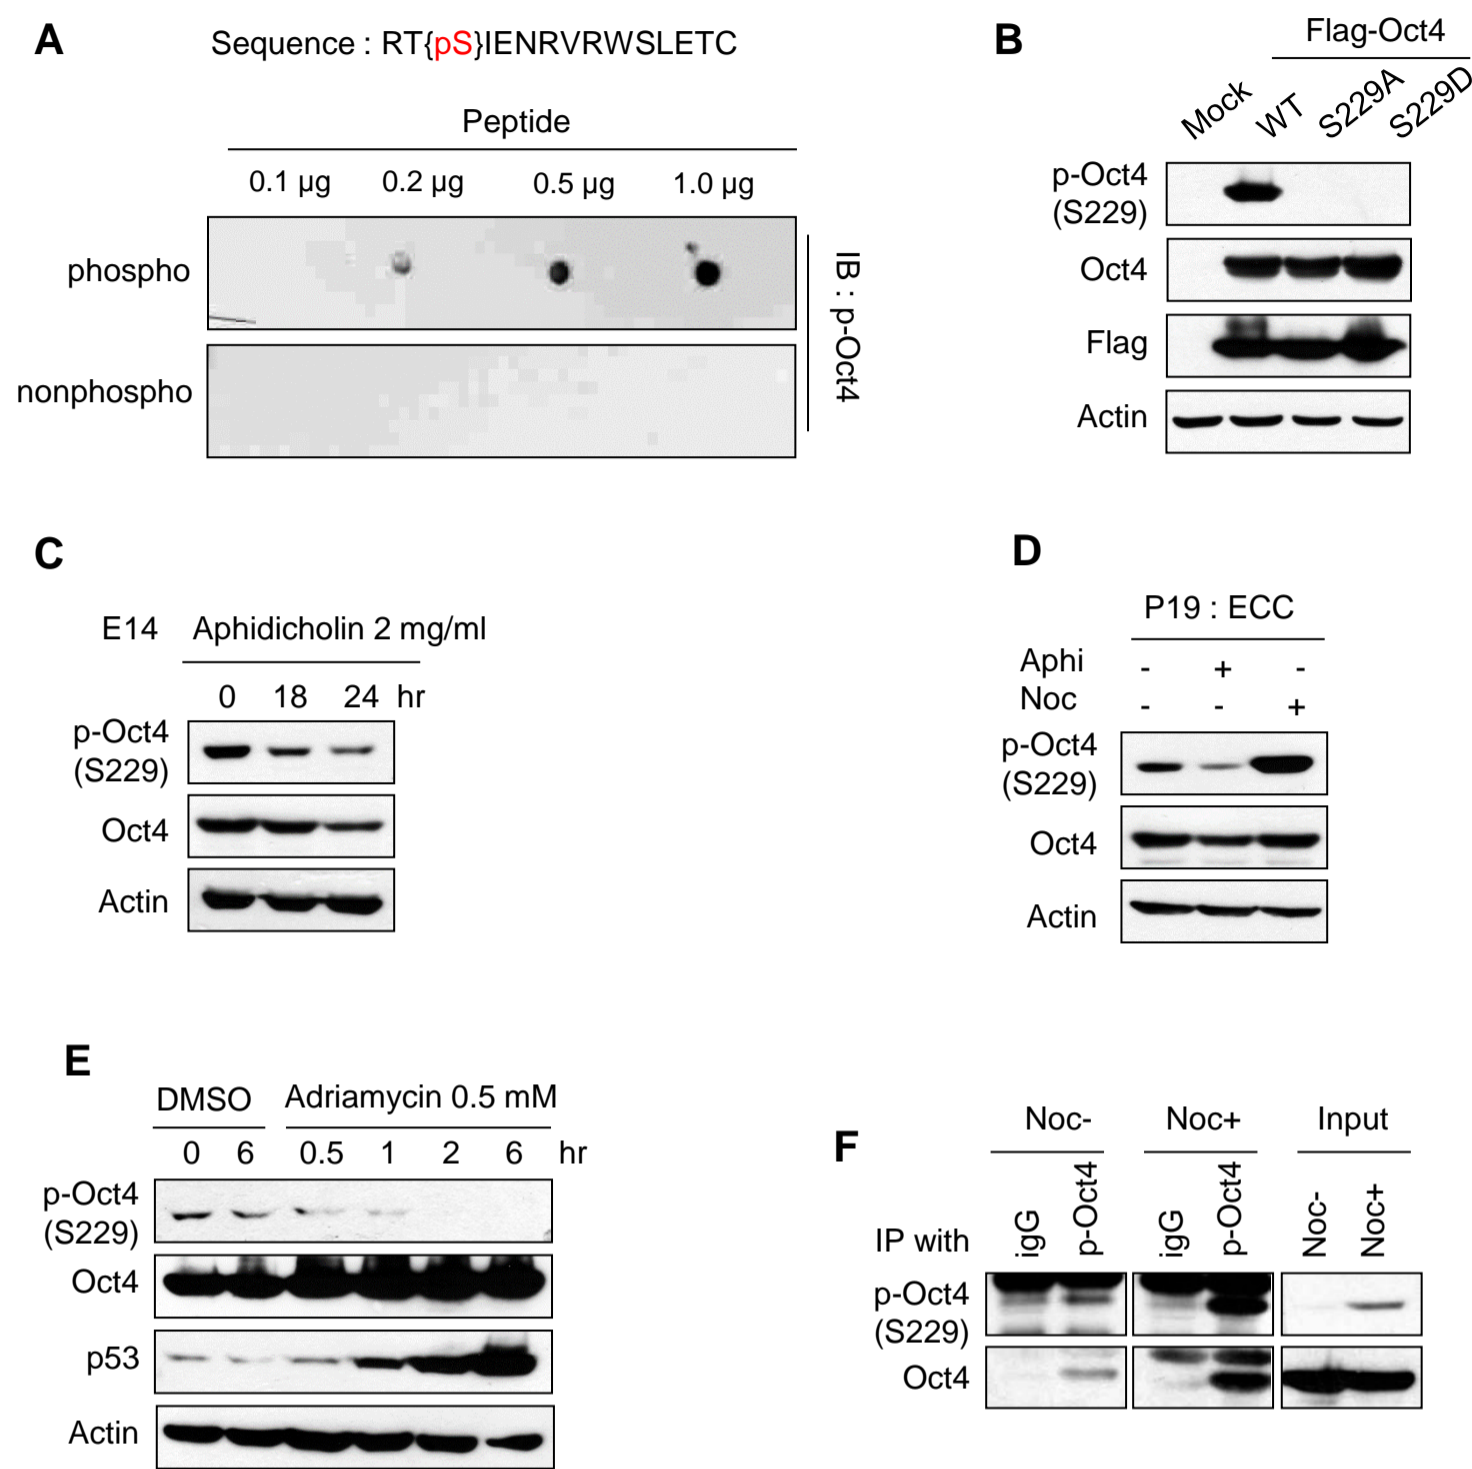 A
Sequence : RT{pS}IENRVRWSLETC
Peptide
0.1 µg 0.2 µg 0.5 µg 1.0 µg
phospho
nonphospho
IB : p-Oct4
B
Flag-Oct4
Mock WT S229A S229D
p-Oct4
(S229)
Oct4
Flag
Actin
C
E14 Aphidicholin 2 mg/ml
0 18 24 hr
p-Oct4
(S229)
Oct4
Actin
D
P19 : ECC
Aphi - + -
Noc - - +
p-Oct4
(S229)
Oct4
Actin
E
DMSO Adriamycin 0.5 mM
0 6 0.5 1 2 6 hr
p-Oct4
(S229)
Oct4
p53
Actin
F
Noc- Noc+ Input
IP with igG p-Oct4 igG p-Oct4 Noc- Noc+
p-Oct4
(S229)
Oct4